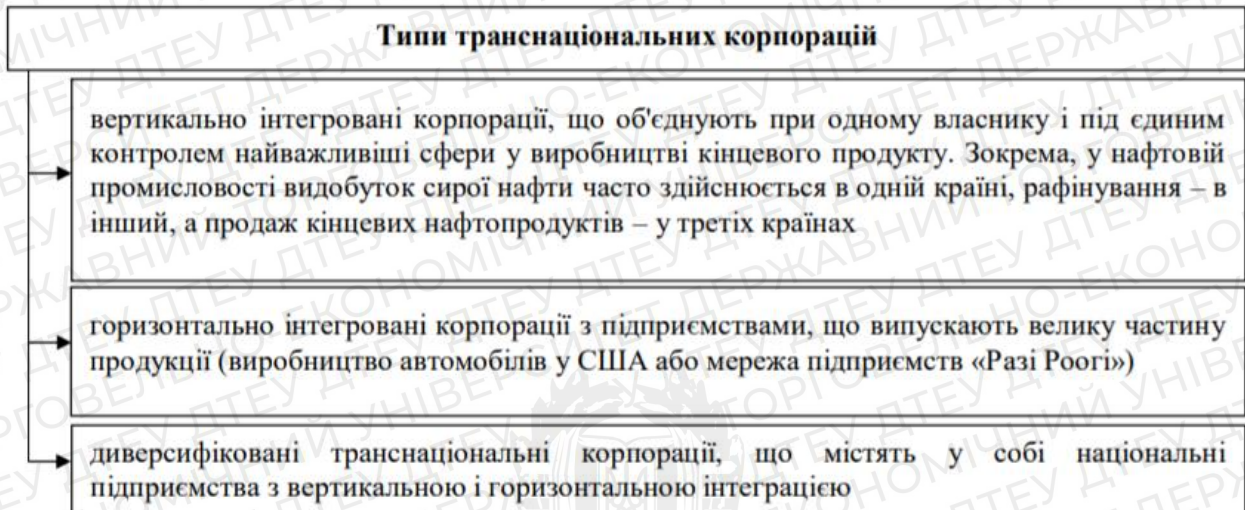 Типи транснаціональних корпорацій
вертикально інтегровані корпорації, що об'єднують при одному власнику і під єдиним
контролем найважливіші сфери у виробництві кінцевого продукту. Зокрема, у нафтовій
промисловості видобуток сирої нафти часто здійснюється в одній країні, рафінування – в
інший, а продаж кінцевих нафтопродуктів – у третіх країнах
горизонтально інтегровані корпорації з підприємствами, що випускають велику частину
продукції (виробництво автомобілів у США або мережа підприємств «Разі Роогі»)
диверсифіковані транснаціональні корпорації, що містять у собі національні
підприємства з вертикальною і горизонтальною інтеграцією